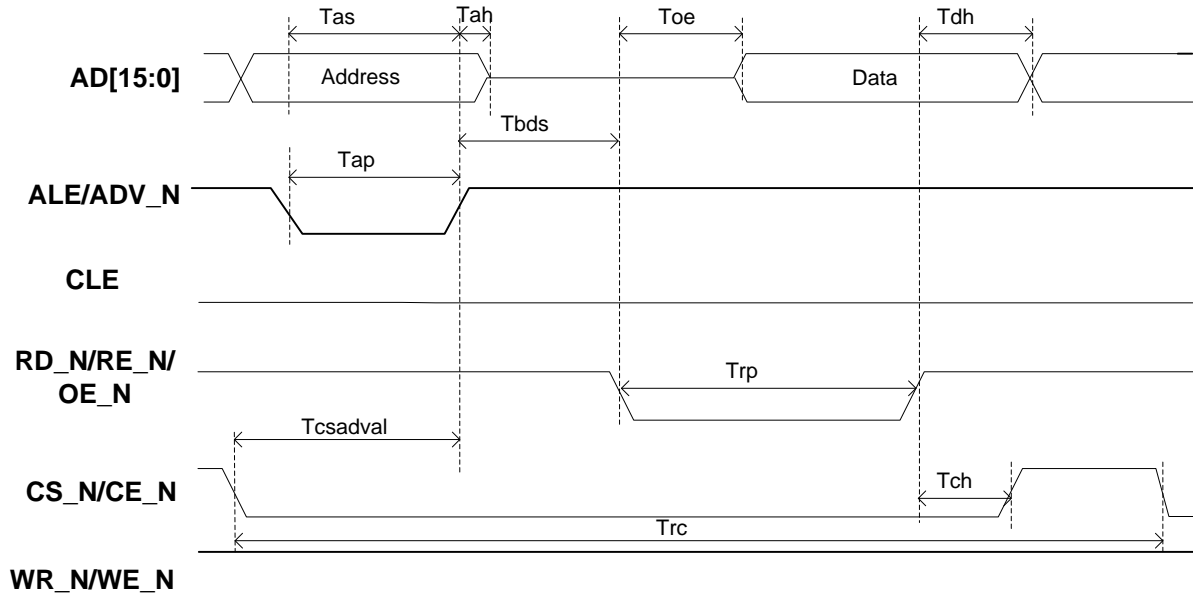 Tas
Tah
Toe
Tdh
AD[15:0]
Address
Data
Tbds
Tap
ALE/ADV_N
CLE
RD_N/RE_N/
OE_N
Trp
Tcsadval
CS_N/CE_N
Tch
Trc
WR_N/WE_N